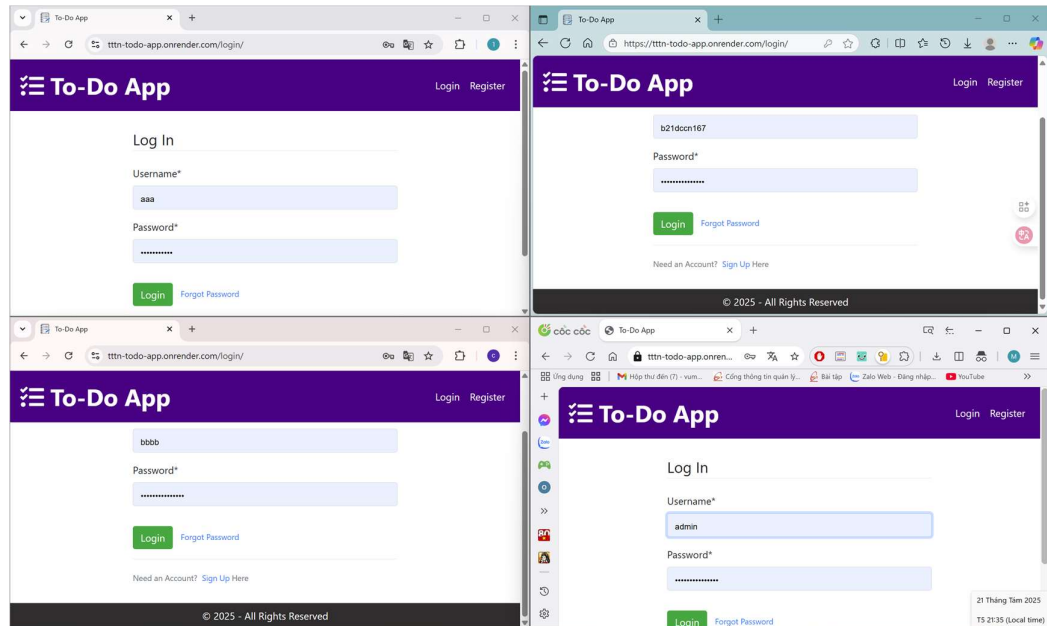 To-Do App
tttn-todo-app.onrender.com/login/
To-Do App
Login Register
Log In
Username*
aaa
Password*
Login Forgot Password
To-Do App
https://tttn-todo-app.onrender.com/login/
To-Do App
Login Register
b21dccn167
Password*
Login Forgot Password
Need an Account? Sign Up Here
© 2025 - All Rights Reserved
To-Do App
tttn-todo-app.onrender.com/login/
To-Do App
Login Register
bbbb
Password*
Login Forgot Password
Need an Account? Sign Up Here
© 2025 - All Rights Reserved
cốc cốc To-Do App
tttn-todo-app.onren...
Ứng dụng Hộp thư đến (7) - vum... Cổng thông tin quản lý... Bài tập Zalo Web - Đăng nhập... YouTube
To-Do App
Login Register
Log In
Username*
admin
Password*
Login Forgot Password
21 Tháng Tám 2025
T5 21:35 (Local time)